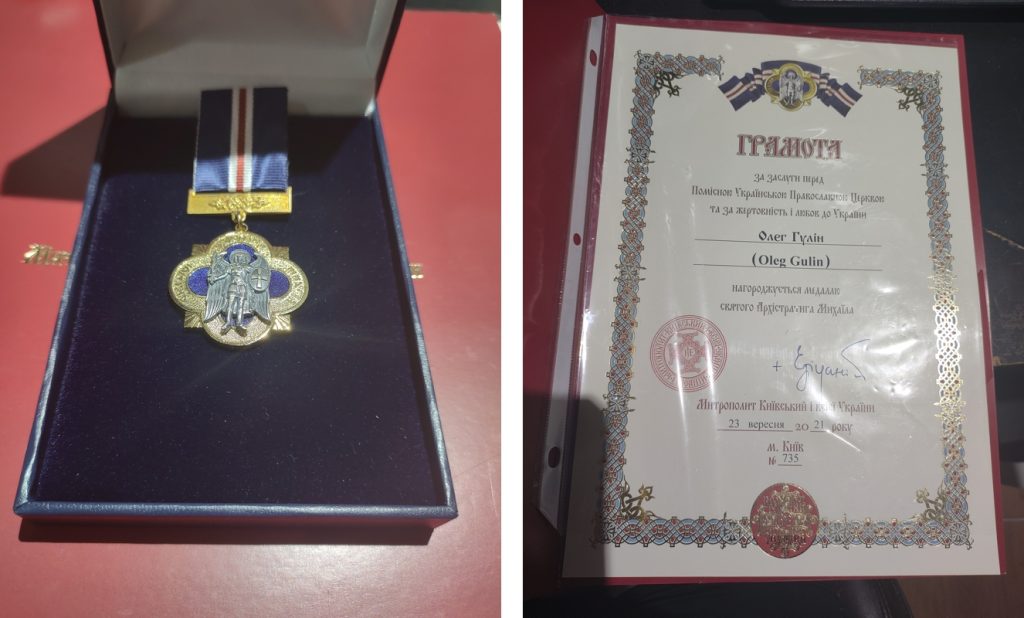 ГРАМОТА
за заслуги перед
Помісною Українською Православною Церквою
та за жертовність і любов до України
Олег Гулін
(Oleg Gulin)
нагороджується медаллю
святого Архістратига Михаїла
Митрополит Київський і всієї України
23 вересня 2021 року
м. Київ
№ 735